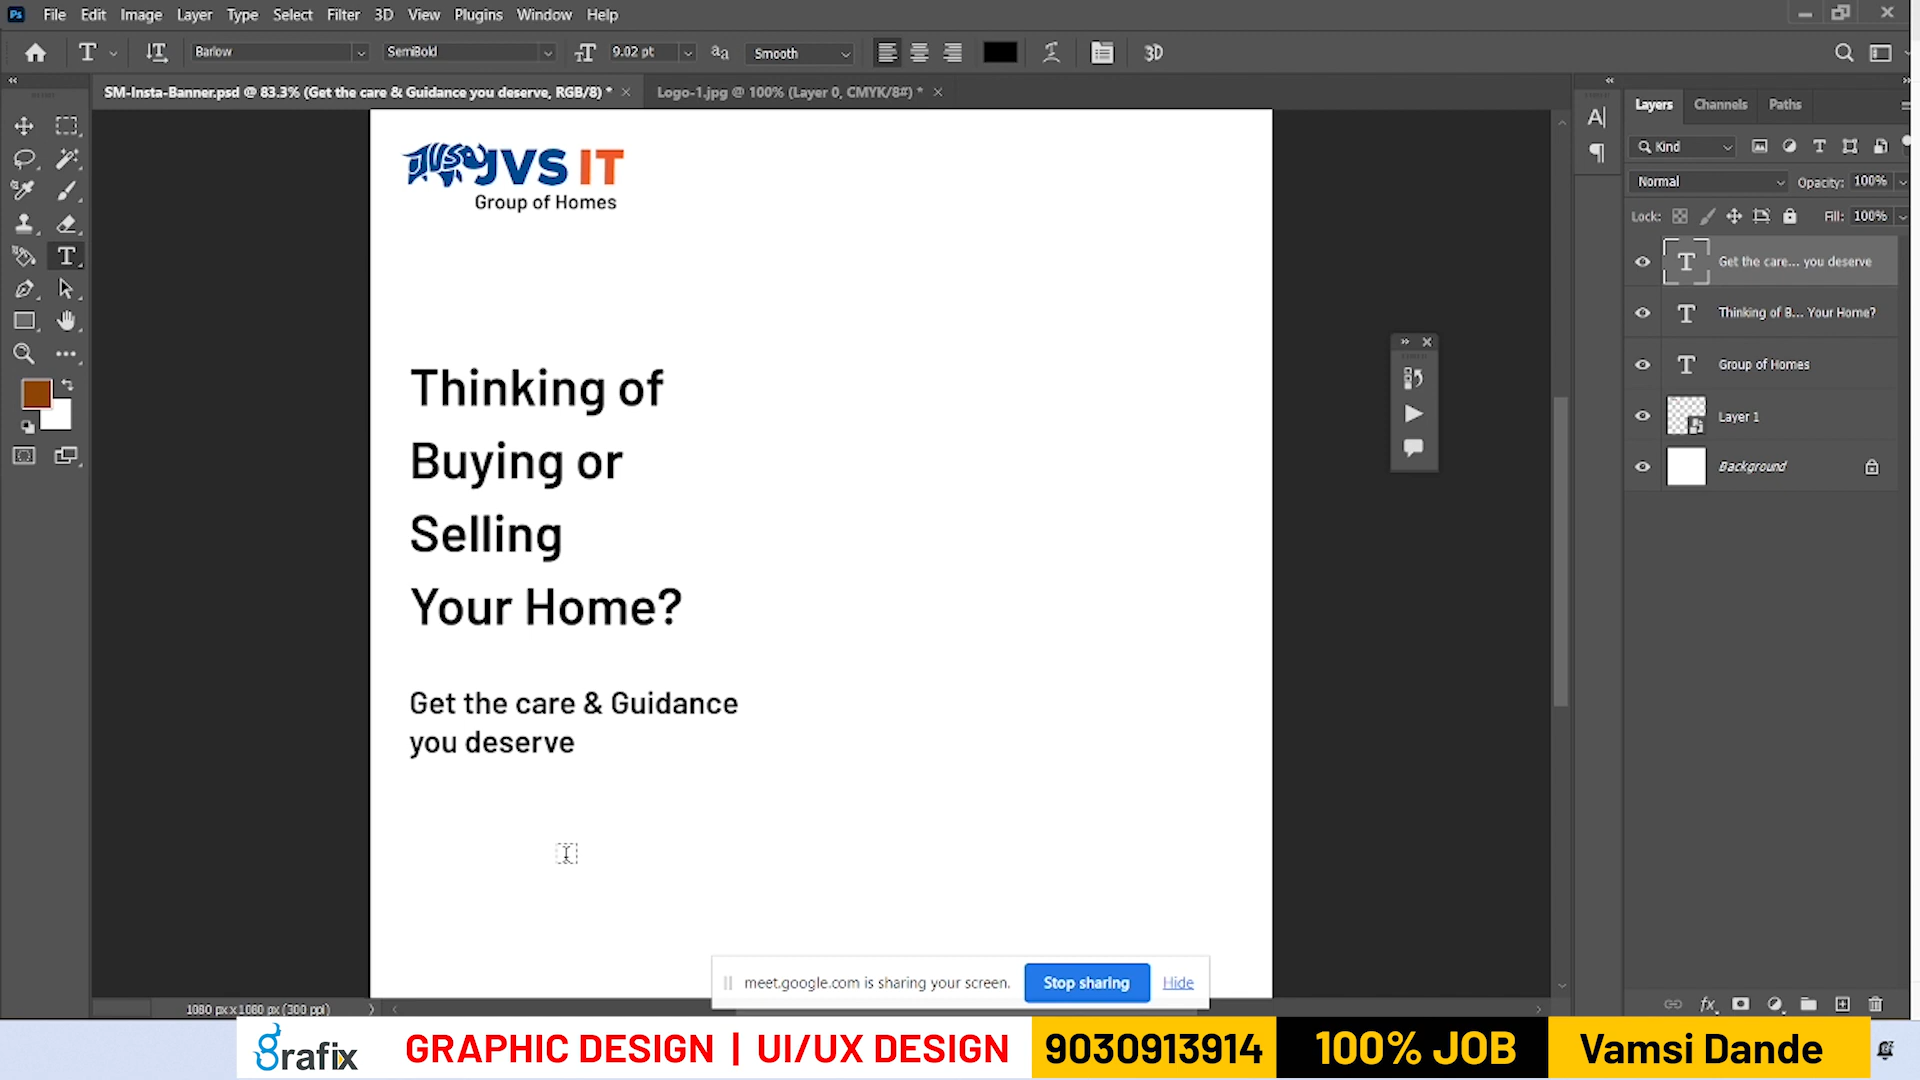 Ps File Edit Image Layer Type Select Filter 3D View Plugins Window Help
T Barlow SemiBold 9.02 pt aa Smooth 3D
SM-Insta-Banner.psd @ 83.3% (Get the care & Guidance you deserve, RGB/8) * Logo-1.jpg @ 100% (Layer 0, CMYK/8#) *
JVS IT
Group of Homes
Thinking of
Buying or
Selling
Your Home?
Get the care & Guidance
you deserve
Layers Channels Paths
Kind
Normal Opacity: 100%
Lock: Fill: 100%
Get the care... you deserve
Thinking of B... Your Home?
Group of Homes
Layer 1
Background
meet.google.com is sharing your screen. Stop sharing Hide
1080 px x 1080 px (300 ppi)
Grafix GRAPHIC DESIGN | UI/UX DESIGN 9030913914 100% JOB Vamsi Dande